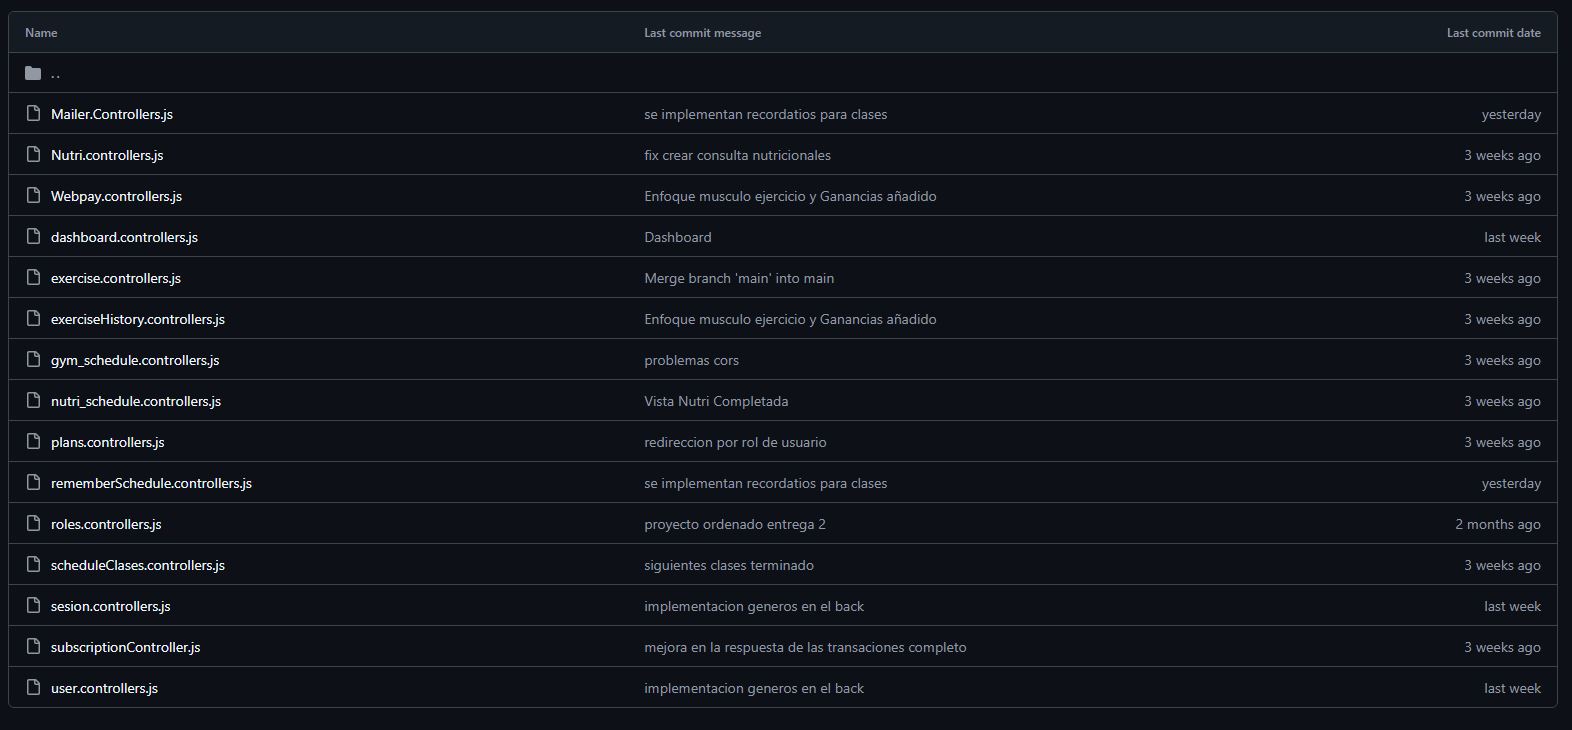 Name Last commit message Last commit date
..
Mailer.Controllers.js se implementan recordatios para clases yesterday
Nutri.controllers.js fix crear consulta nutricionales 3 weeks ago
Webpay.controllers.js Enfoque musculo ejercicio y Ganancias añadido 3 weeks ago
dashboard.controllers.js Dashboard last week
exercise.controllers.js Merge branch 'main' into main 3 weeks ago
exerciseHistory.controllers.js Enfoque musculo ejercicio y Ganancias añadido 3 weeks ago
gym_schedule.controllers.js problemas cors 3 weeks ago
nutri_schedule.controllers.js Vista Nutri Completada 3 weeks ago
plans.controllers.js redireccion por rol de usuario 3 weeks ago
rememberSchedule.controllers.js se implementan recordatios para clases yesterday
roles.controllers.js proyecto ordenado entrega 2 2 months ago
scheduleClases.controllers.js siguientes clases terminado 3 weeks ago
sesion.controllers.js implementacion generos en el back last week
subscriptionController.js mejora en la respuesta de las transaciones completo 3 weeks ago
user.controllers.js implementacion generos en el back last week